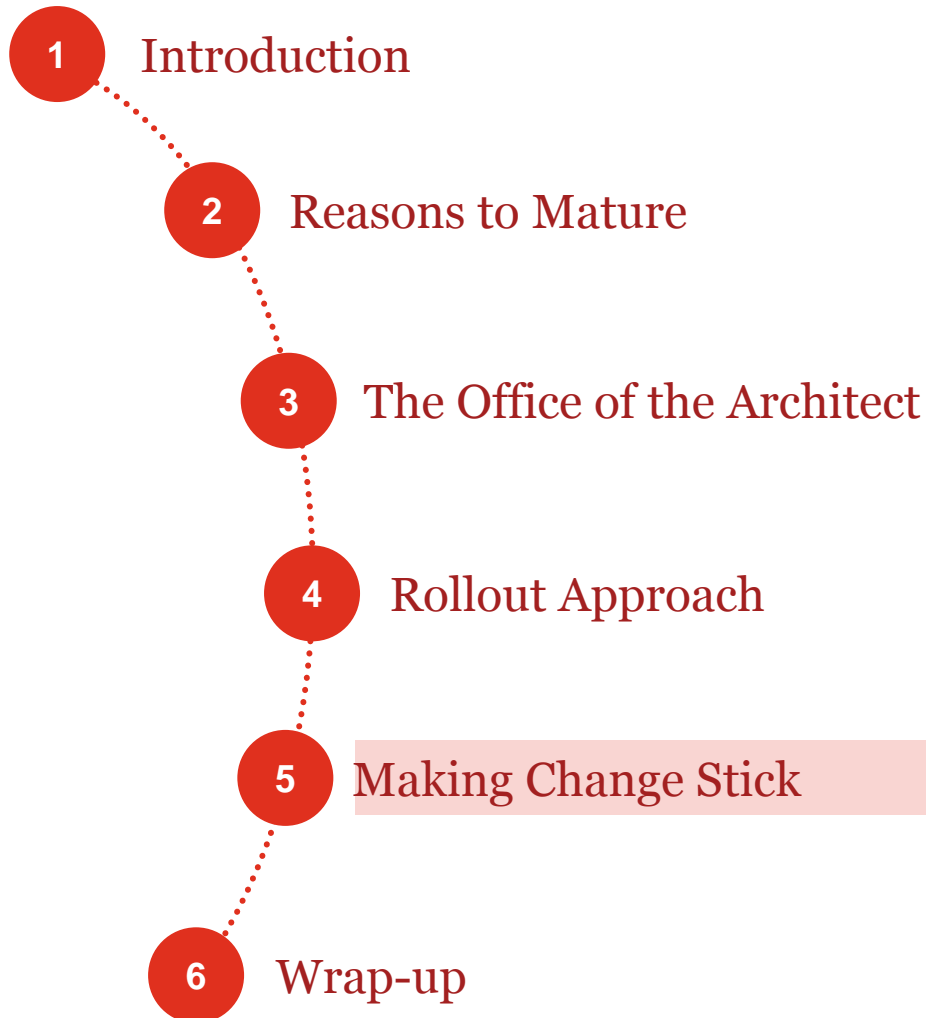 1 Introduction
2 Reasons to Mature
3 The Office of the Architect
4 Rollout Approach
5 Making Change Stick
6 Wrap-up